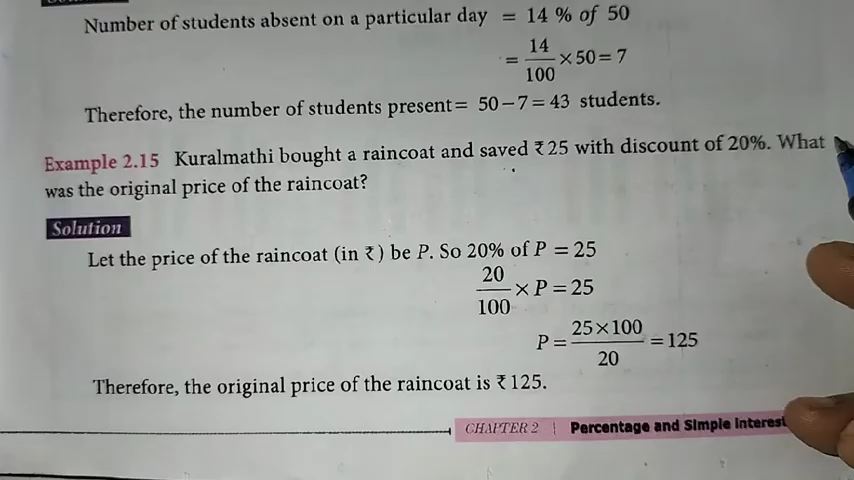 Number of students absent on a particular day = 14 % of 50
= 14/100 × 50 = 7
Therefore, the number of students present = 50 − 7 = 43 students.
Example 2.15 Kuralmathi bought a raincoat and saved ₹25 with discount of 20%. What
was the original price of the raincoat?
Solution
Let the price of the raincoat (in ₹) be P. So 20% of P = 25
20/100 × P = 25
P = 25×100/20 = 125
Therefore, the original price of the raincoat is ₹125.
CHAPTER 2 | Percentage and Simple Interest